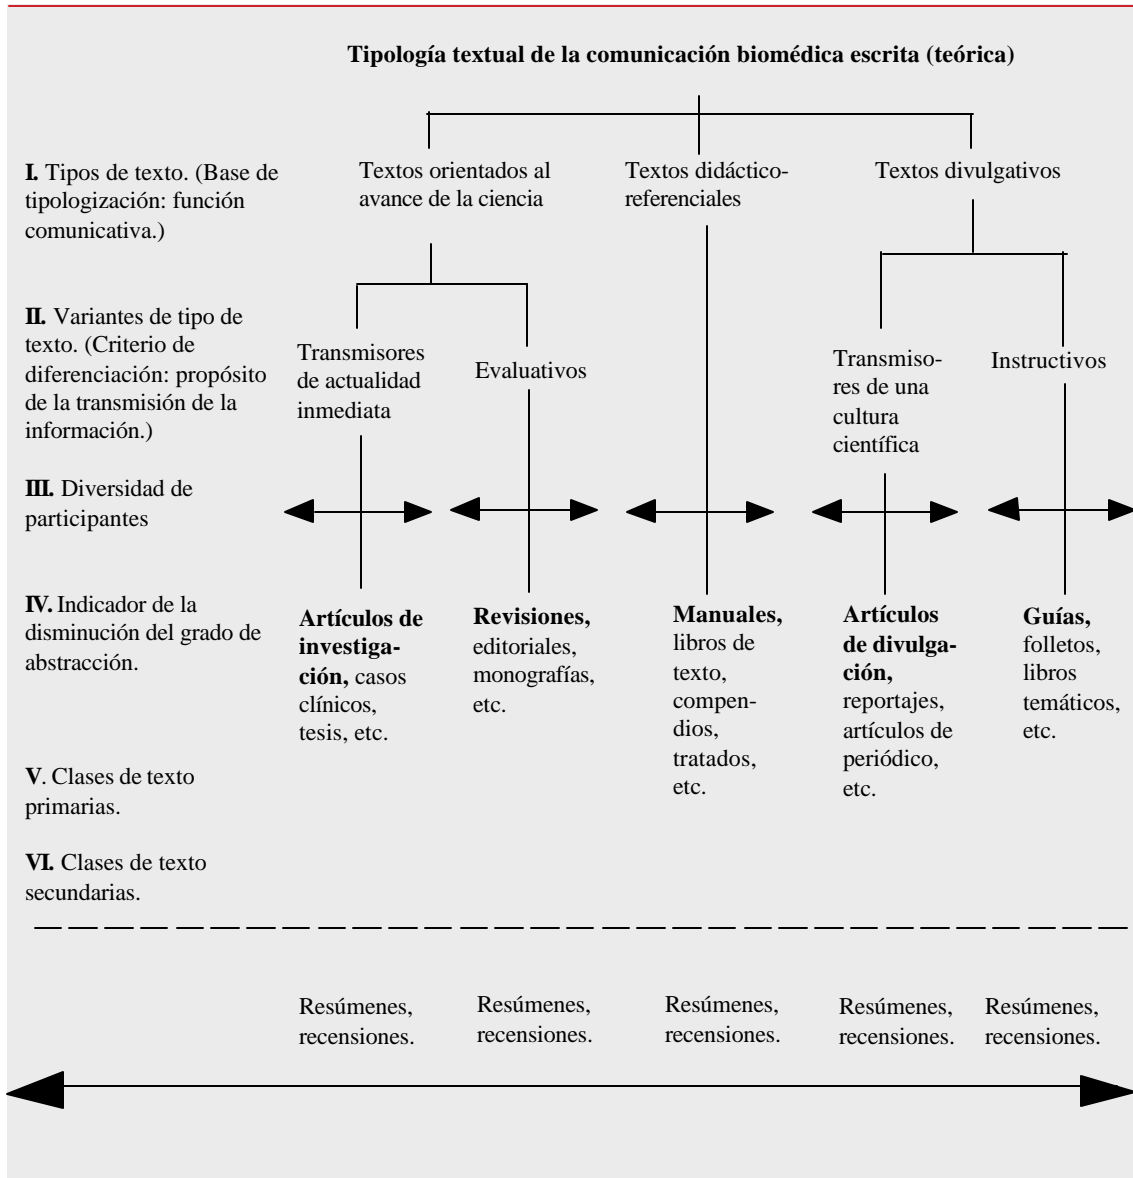 Tipología textual de la comunicación biomédica escrita (teórica)
I. Tipos de texto. (Base de
tipologización: función
comunicativa.)
Textos orientados al
avance de la ciencia
Textos didáctico-
referenciales
Textos divulgativos
II. Variantes de tipo de
texto. (Criterio de
diferenciación: propósito
de la transmisión de la
información.)
Transmisores
de actualidad
inmediata
Evaluativos
Transmiso-
res de una
cultura
científica
Instructivos
III. Diversidad de
participantes
IV. Indicador de la
disminución del grado de
abstracción.
Artículos de
investiga-
ción, casos
clínicos,
tesis, etc.
Revisiones,
editoriales,
monografías,
etc.
Manuales,
libros de
texto,
compen-
dios,
tratados,
etc.
Artículos
de divulga-
ción,
reportajes,
artículos de
periódico,
etc.
Guías,
folletos,
libros
temáticos,
etc.
V. Clases de texto
primarias.
VI. Clases de texto
secundarias.
Resúmenes,
recensiones.
Resúmenes,
recensiones.
Resúmenes,
recensiones.
Resúmenes,
recensiones.
Resúmenes,
recensiones.